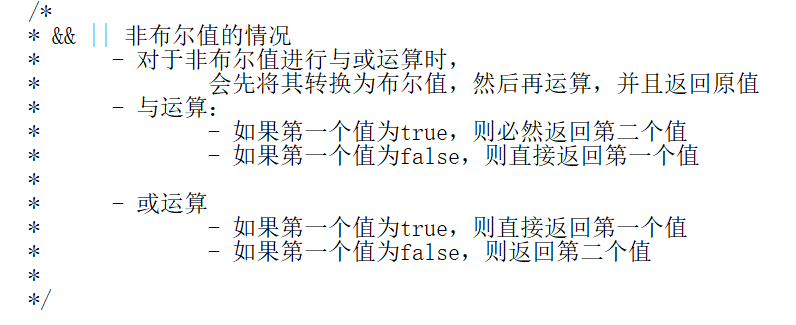 /*
* && || 非布尔值的情况
* - 对于非布尔值进行与或运算时，
* 会先将其转换为布尔值，然后再运算，并且返回原值
* - 与运算：
* - 如果第一个值为true，则必然返回第二个值
* - 如果第一个值为false，则直接返回第一个值
*
* - 或运算
* - 如果第一个值为true，则直接返回第一个值
* - 如果第一个值为false，则返回第二个值
*
*/